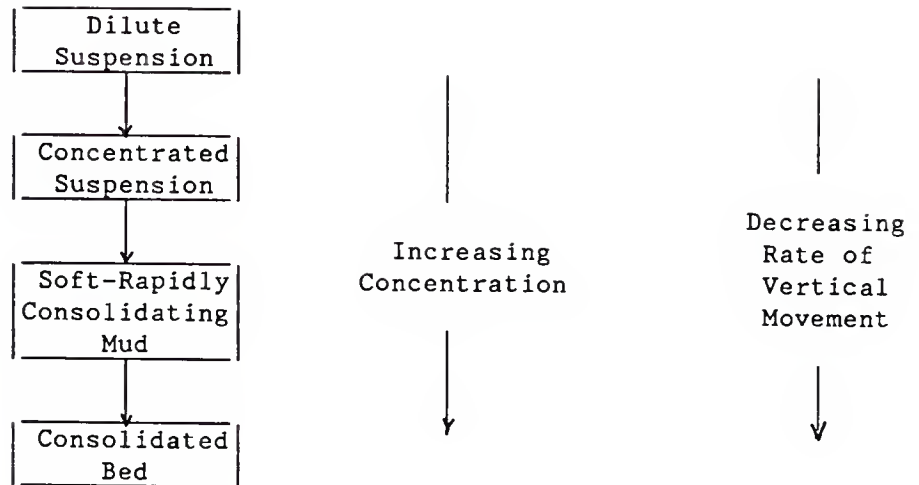 Dilute
Suspension
Concentrated
Suspension
Soft-Rapidly
Consolidating
Mud
Consolidated
Bed
Increasing
Concentration
Decreasing
Rate of
Vertical
Movement